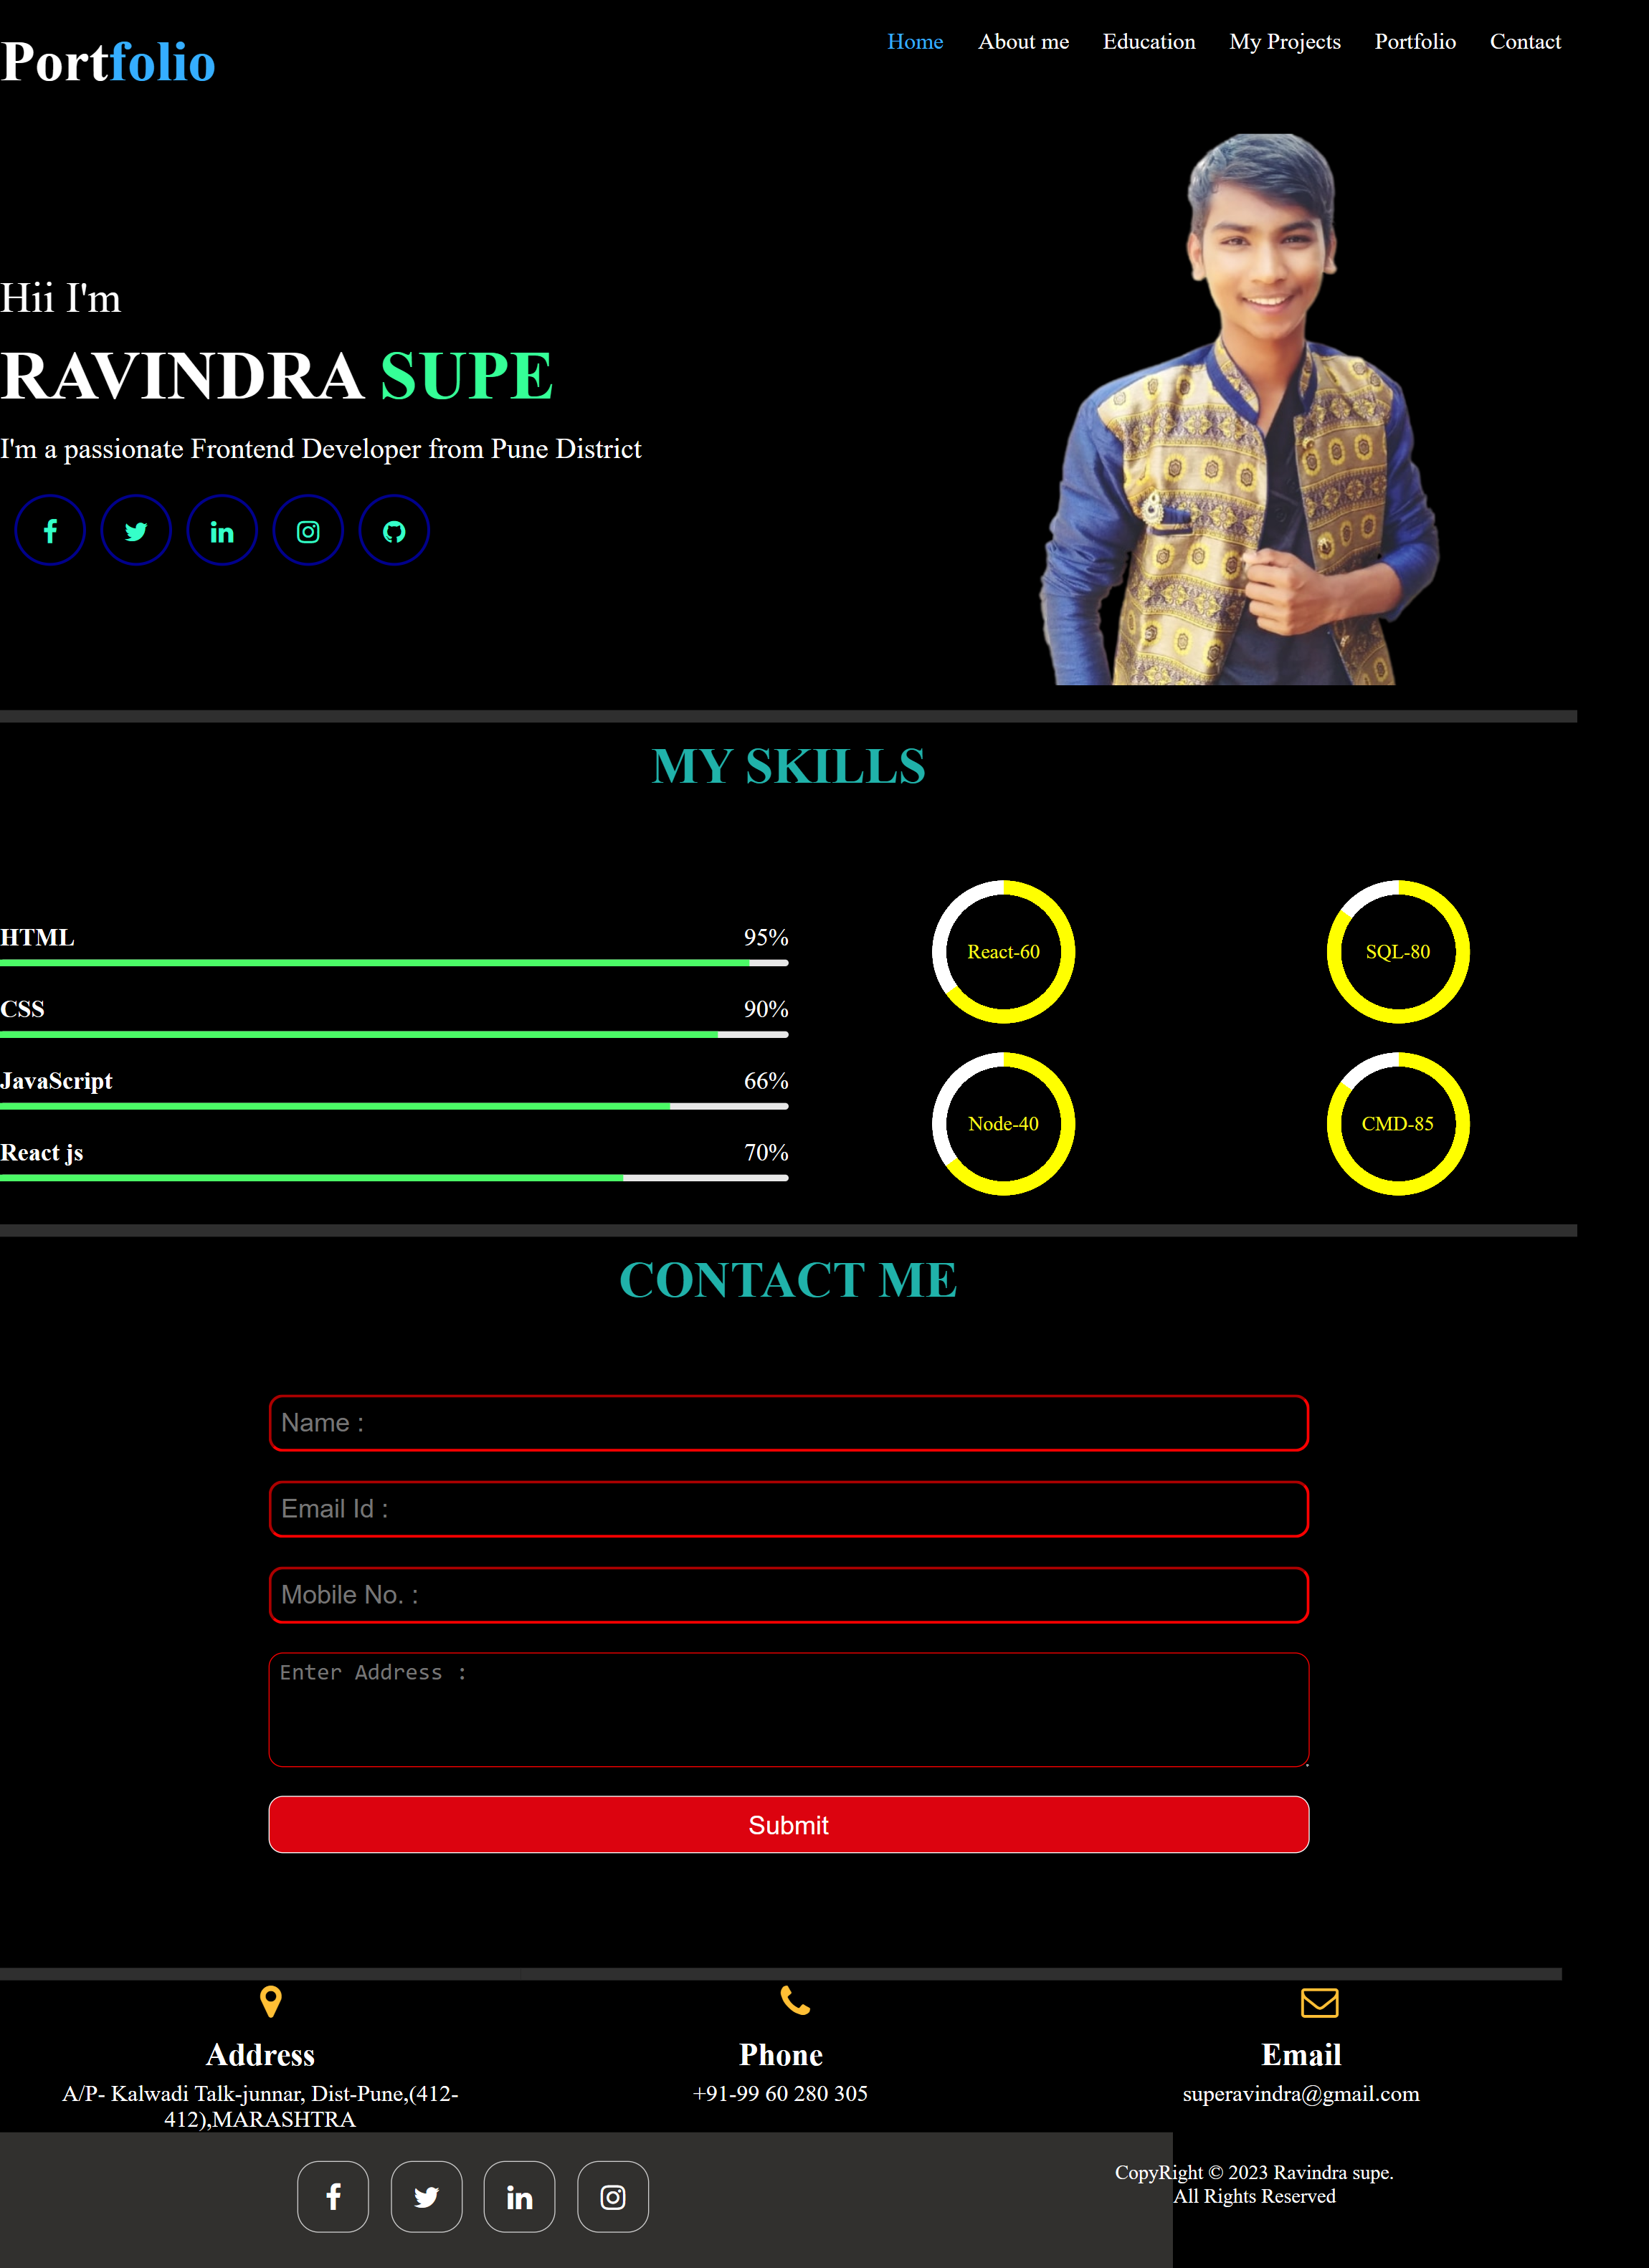 Portfolio
Home About me Education My Projects Portfolio Contact
Hii I'm
RAVINDRA SUPE
I'm a passionate Frontend Developer from Pune District
MY SKILLS
HTML 95%
CSS 90%
JavaScript 66%
React js 70%
React-60
SQL-80
Node-40
CMD-85
CONTACT ME
Name :
Email Id :
Mobile No. :
Enter Address :
Submit
Address
A/P- Kalwadi Talk-junnar, Dist-Pune,(412-
412),MARASHTRA
Phone
+91-99 60 280 305
Email
superavindra@gmail.com
CopyRight © 2023 Ravindra supe.
All Rights Reserved